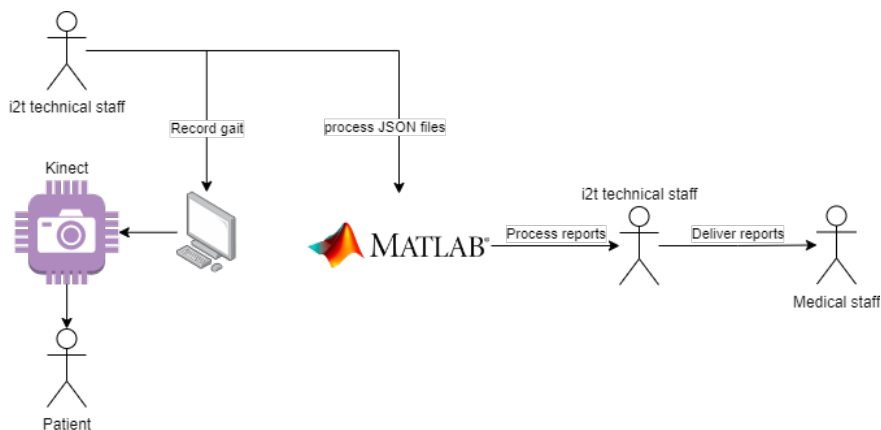 i2t technical staff
Record gait
process JSON files
Kinect
i2t technical staff
MATLAB®
Process reports
Deliver reports
Medical staff
Patient